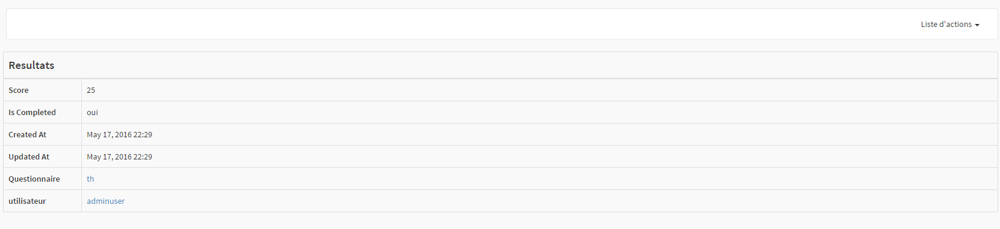 Liste d'actions
Resultats
Score 25
Is Completed oui
Created At May 17, 2016 22:29
Updated At May 17, 2016 22:29
Questionnaire th
utilisateur adminuser